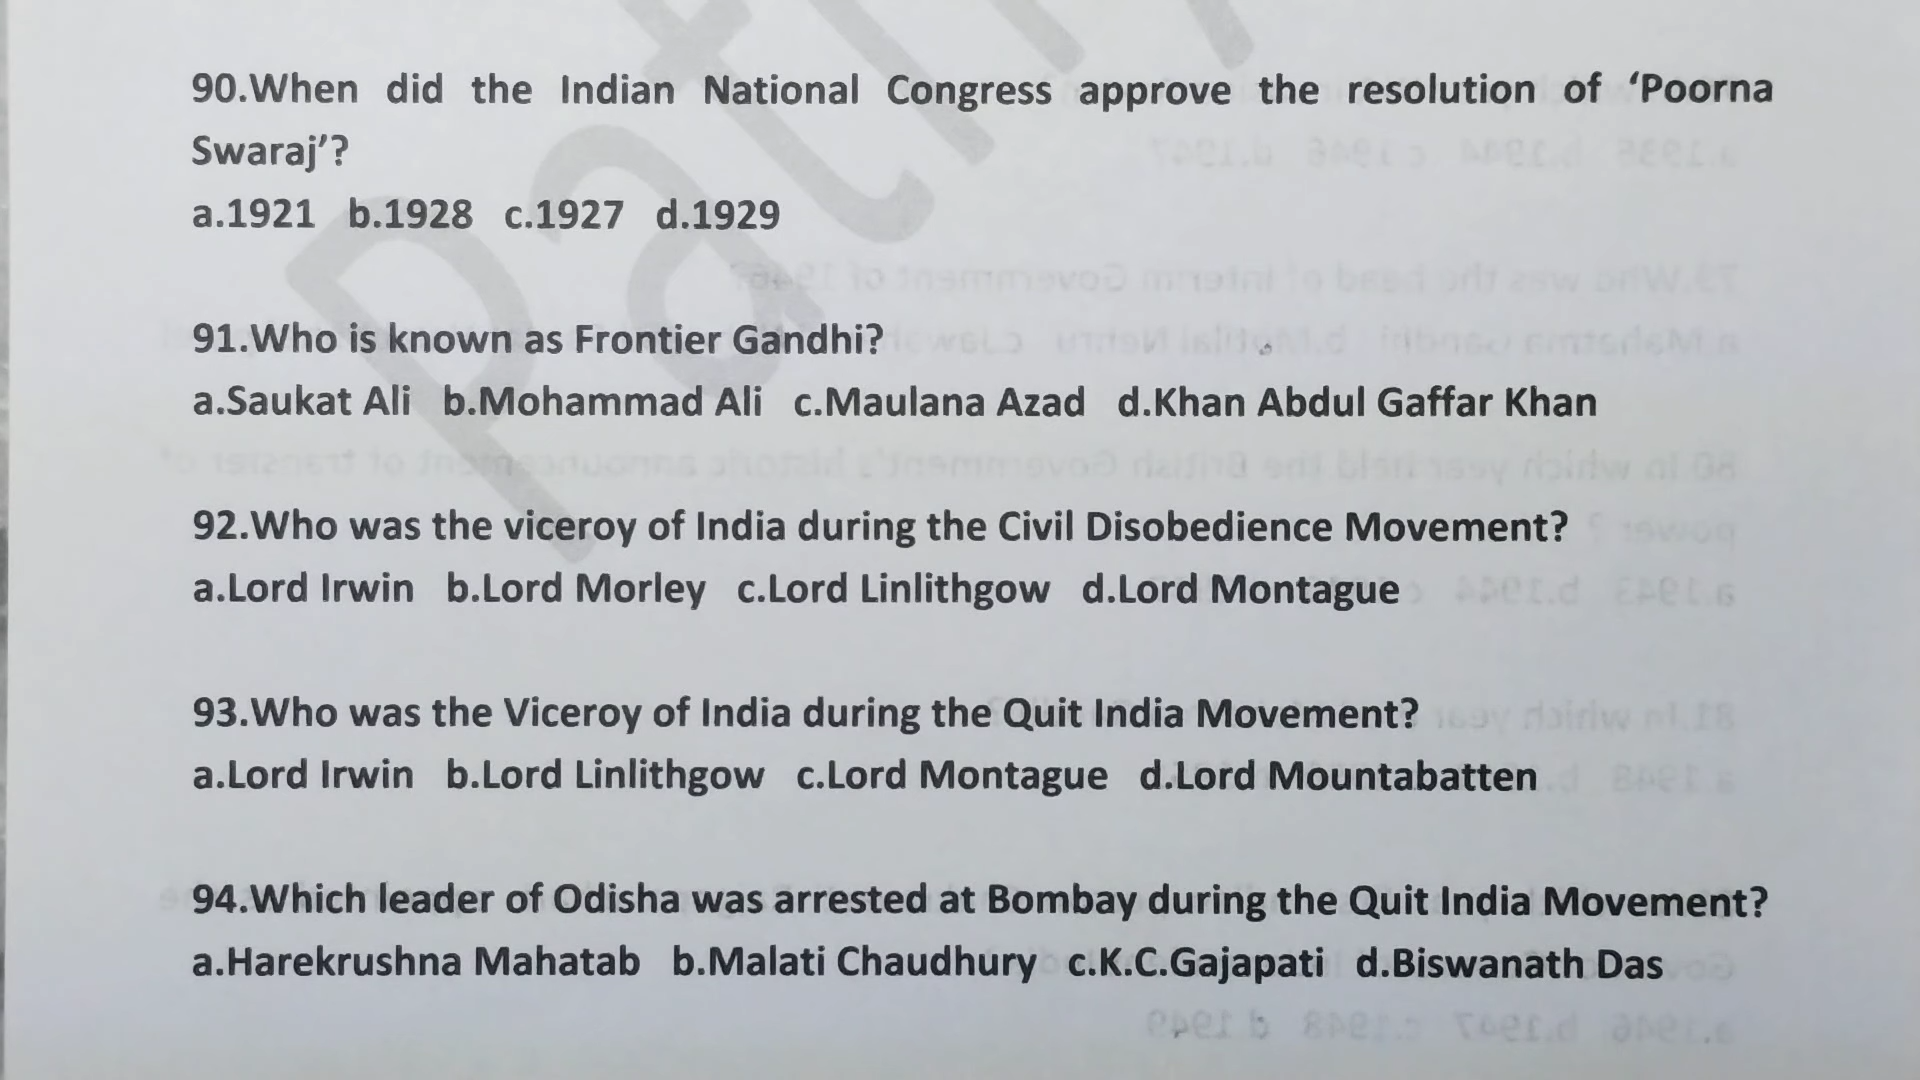 90.When did the Indian National Congress approve the resolution of ‘Poorna
Swaraj’?
a.1921 b.1928 c.1927 d.1929
91.Who is known as Frontier Gandhi?
a.Saukat Ali b.Mohammad Ali c.Maulana Azad d.Khan Abdul Gaffar Khan
92.Who was the viceroy of India during the Civil Disobedience Movement?
a.Lord Irwin b.Lord Morley c.Lord Linlithgow d.Lord Montague
93.Who was the Viceroy of India during the Quit India Movement?
a.Lord Irwin b.Lord Linlithgow c.Lord Montague d.Lord Mountabatten
94.Which leader of Odisha was arrested at Bombay during the Quit India Movement?
a.Harekrushna Mahatab b.Malati Chaudhury c.K.C.Gajapati d.Biswanath Das